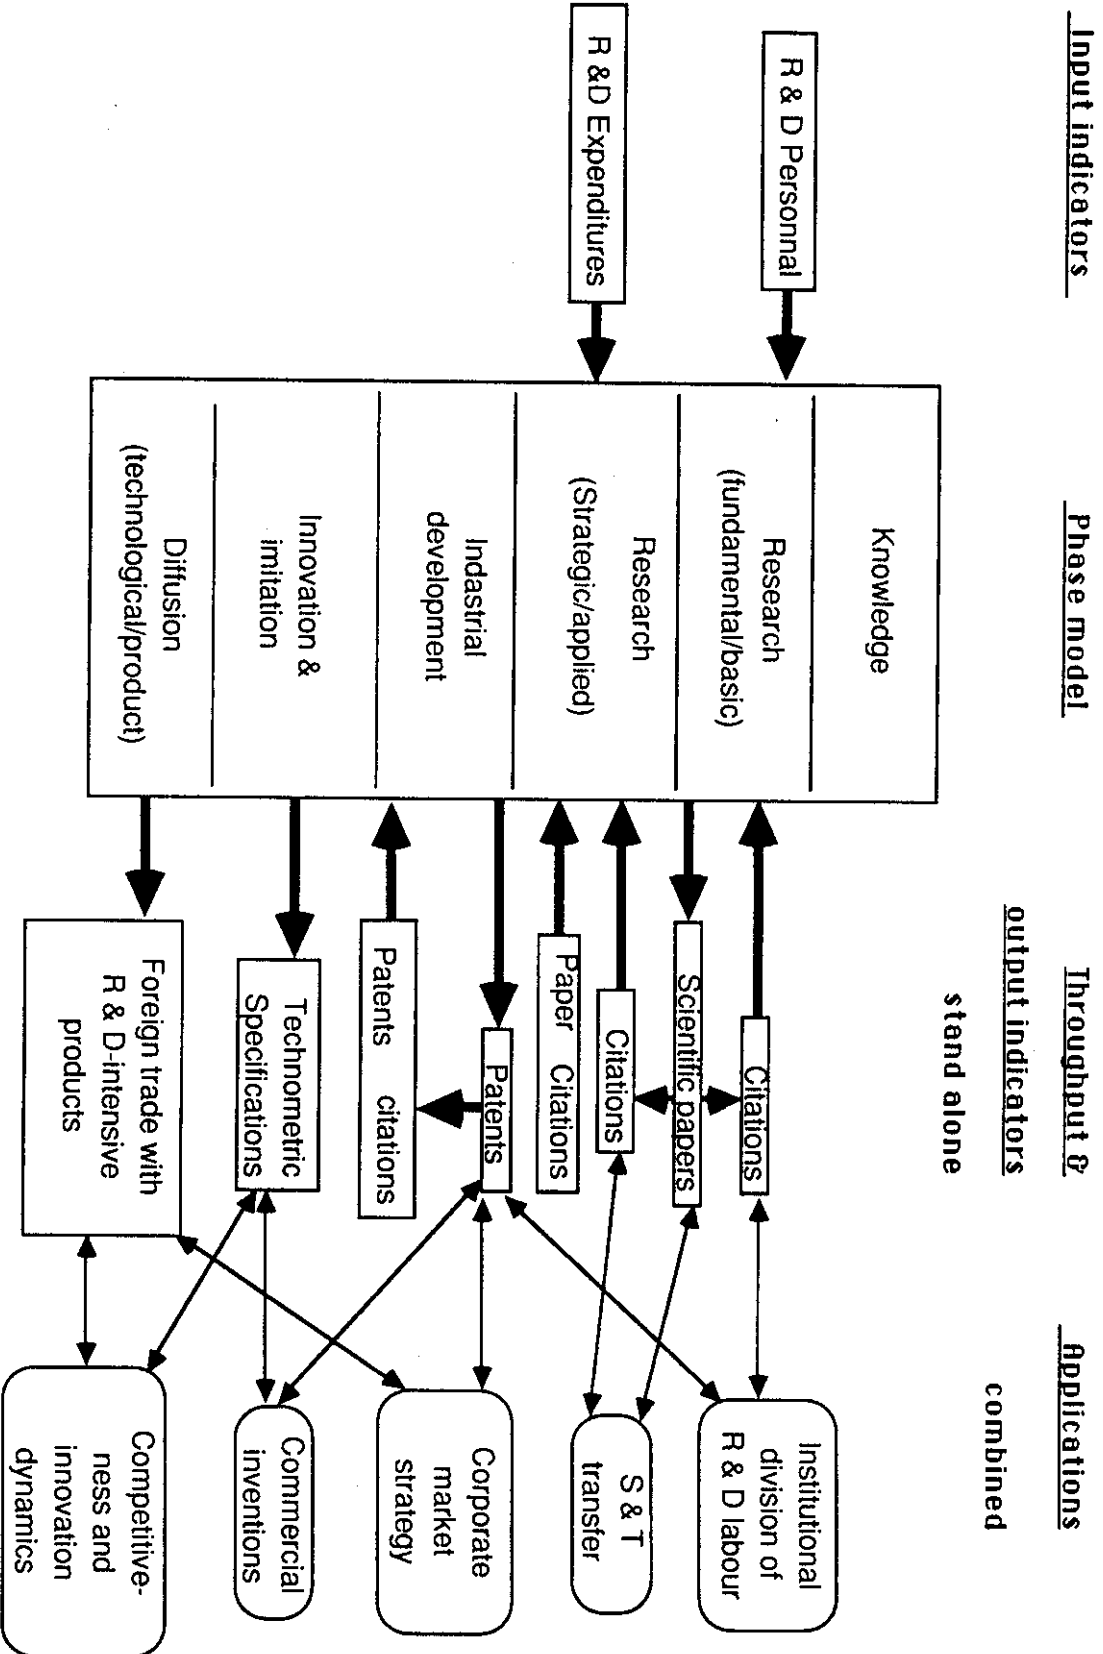 Input indicators
Phase model
Throughput &
output indicators
stand alone
Applications
combined
R & D Personnal
R &D Expenditures
Knowledge
Research
(fundamental/basic)
Research
(Strategic/applied)
Indastrial
development
Innovation &
imitation
Diffusion
(technological/product)
Citations
Scientific papers
Citations
Paper Citations
Patents
Patents citations
Technometric
Specifications
Foreign trade with
R & D-intensive
products
Institutional
division of
R & D labour
S & T
transfer
Corporate
market
strategy
Commercial
inventions
Competitive-
ness and
innovation
dynamics